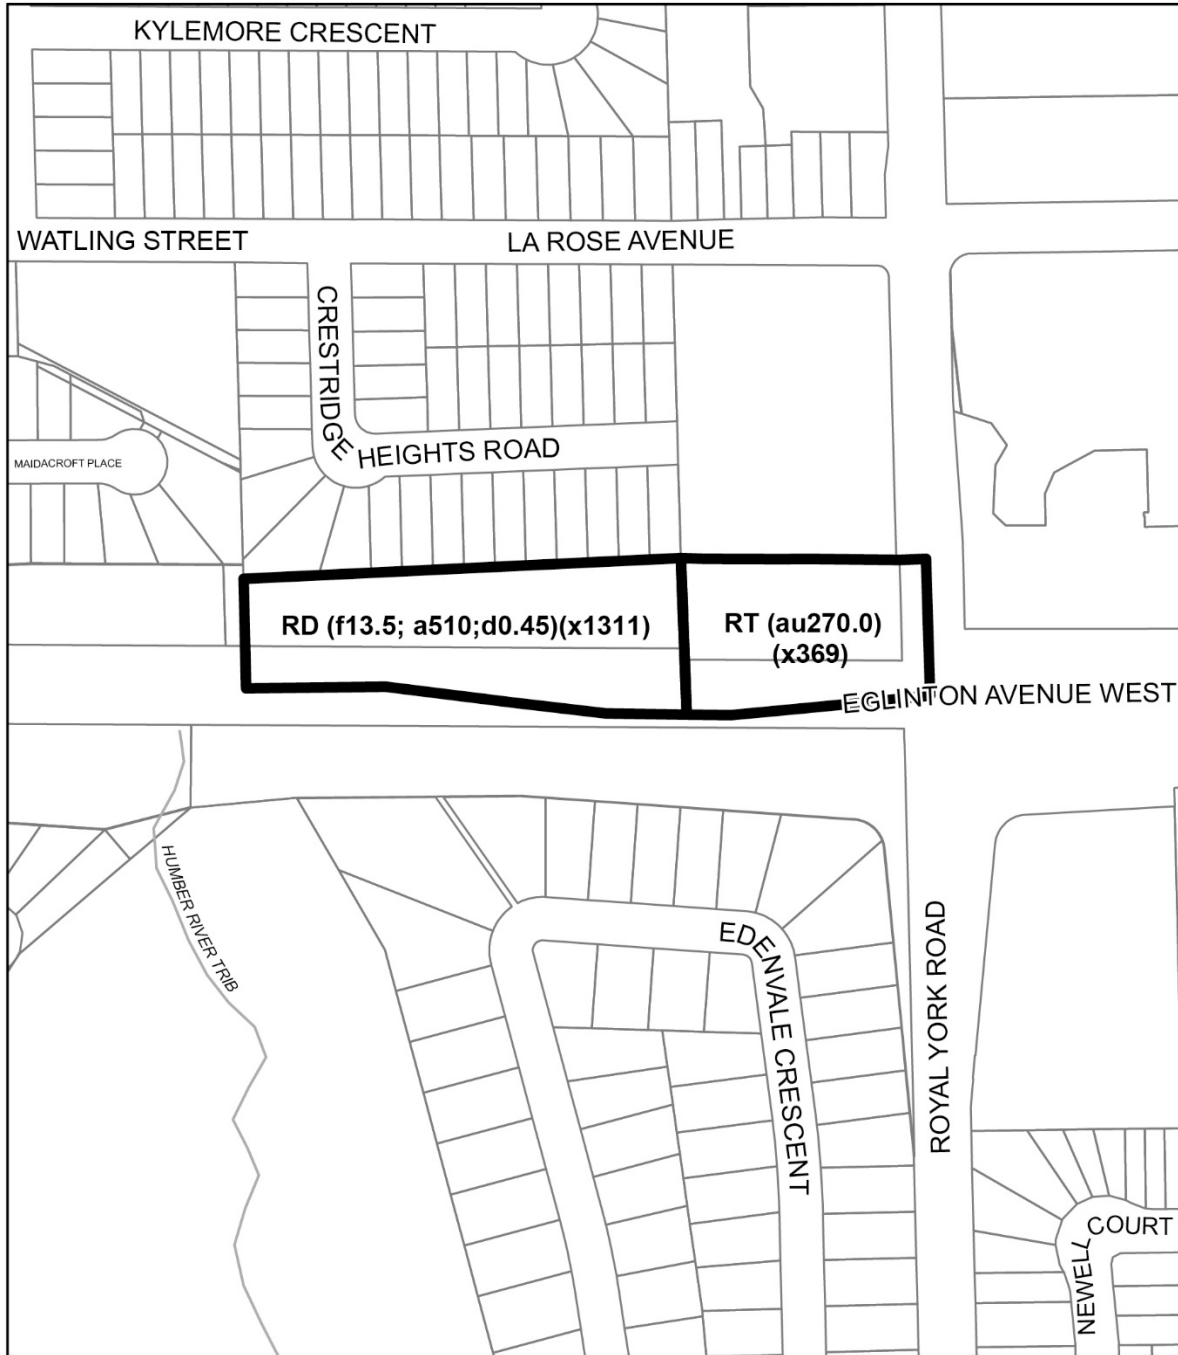 KYLEMORE CRESCENT
WATLING STREET
LA ROSE AVENUE
CRESTRIDGE
HEIGHTS ROAD
MAIDACROFT PLACE
RD (f13.5; a510;d0.45)(x1311)
RT (au270.0)
(x369)
EGLINTON AVENUE WEST
HUMBER RIVER TRIB
EDENVALE CRESCENT
ROYAL YORK ROAD
NEWELL
COURT